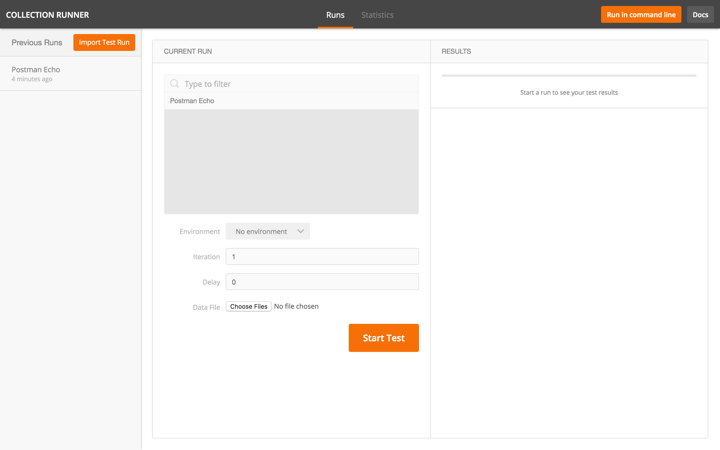 COLLECTION RUNNER
Runs
Statistics
Run in command line
Docs
Previous Runs
Import Test Run
Postman Echo
4 minutes ago
CURRENT RUN
Type to filter
Postman Echo
Environment
No environment
Iteration
1
Delay
0
Data File
Choose Files
No file chosen
Start Test
RESULTS
Start a run to see your test results